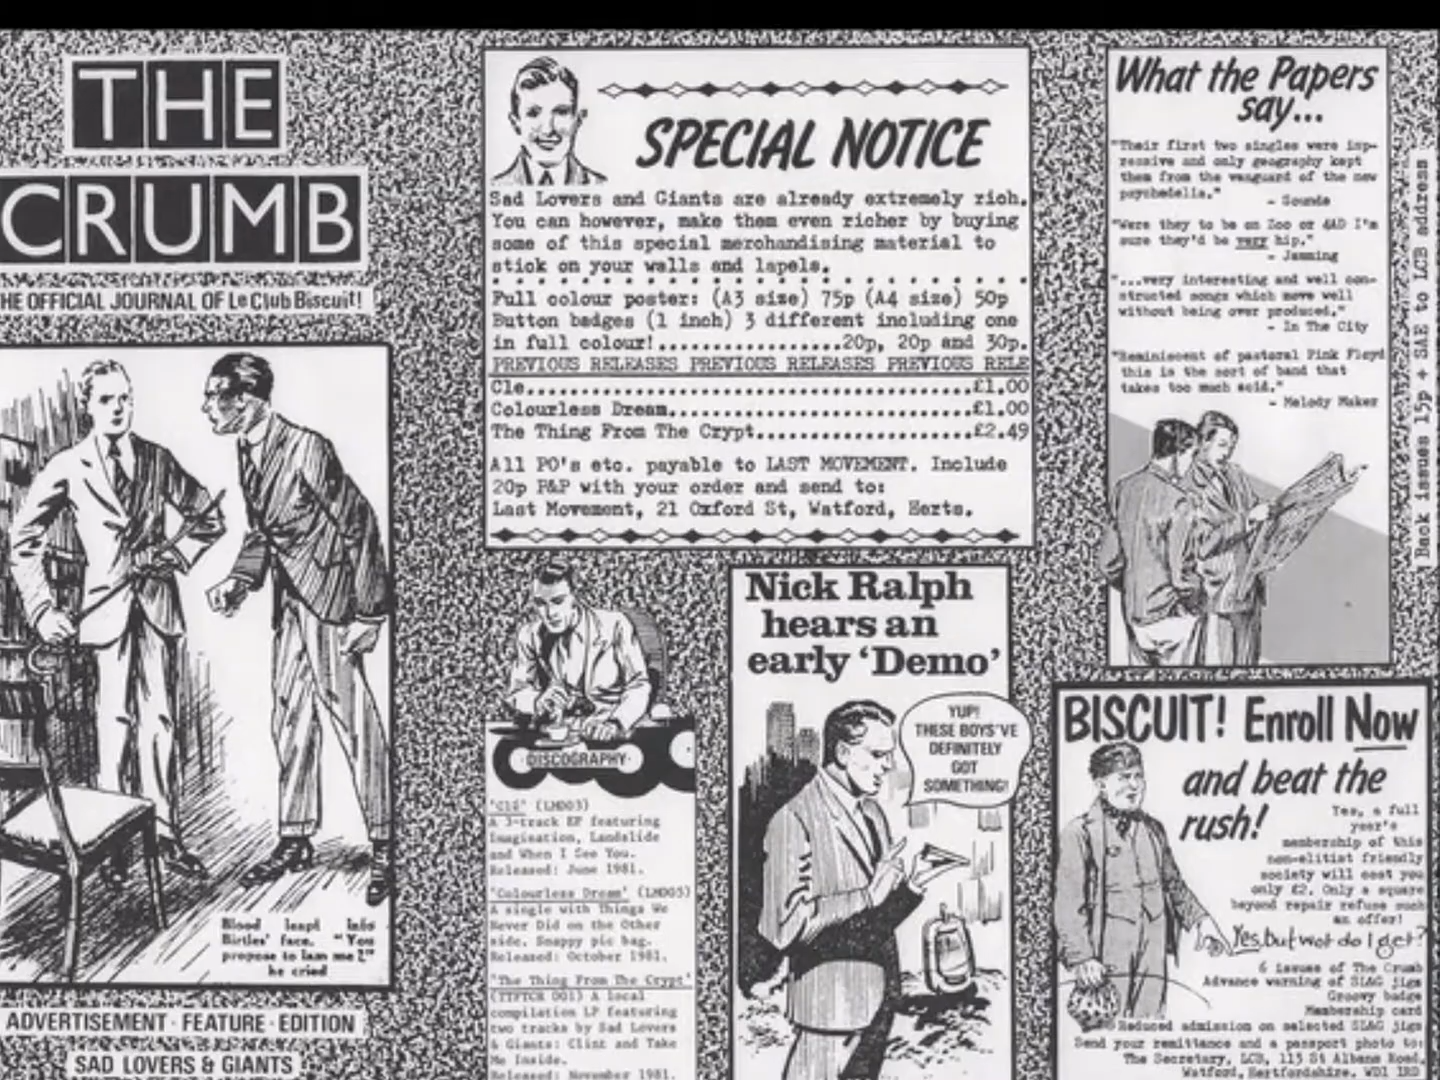 THE
CRUMB
HE OFFICIAL JOURNAL OF Le Club Biscuit!
Blood leapt into
Birtles' face. "You
propose to lam me?"
he cried
ADVERTISEMENT · FEATURE · EDITION
SAD LOVERS & GIANTS
SPECIAL NOTICE
Sad Lovers and Giants are already extremely rich.
You can however, make them even richer by buying
some of this special merchandising material to
stick on your walls and lapels.
Full colour poster: (A3 size) 75p (A4 size) 50p
Button badges (1 inch) 3 different including one
in full colour!..................20p, 20p and 30p.
PREVIOUS RELEASES PREVIOUS RELEASES PREVIOUS RELE
Cle.............................................£1.00
Colourless Dream...............................£1.00
The Thing From The Crypt......................£2.49
All PO's etc. payable to LAST MOVEMENT. Include
20p P&P with your order and send to:
Last Movement, 21 Oxford St, Watford, Herts.
DISCOGRAPHY
'Clé' (LM003)
A 3-track EP featuring
Imagination, Landslide
and When I See You.
Released: June 1981.
'Colourless Dream' (LM005)
A single with Things We
Never Did on the Other
side. Snappy pic bag.
Released: October 1981.
'The Thing From The Crypt'
(TTFTCR 001) A local
compilation LP featuring
two tracks by Sad Lovers
& Giants: Clint and Take
Me Inside.
Released: November 1981.
Nick Ralph
hears an
early 'Demo'
YUP!
THESE BOYS'VE
DEFINITELY
GOT
SOMETHING!
What the Papers
say...
"Their first two singles were imp-
ressive and only geography kept
them from the vanguard of the new
psychedelia."
- Sounds
"Were they to be on Zoo or 4AD I'm
sure they'd be VERY hip."
- Jamming
"...very interesting and well con-
structed songs which move well
without being over produced."
- In The City
"Reminiscent of pastoral Pink Floyd
this is the sort of band that
takes too much acid."
- Melody Maker
Back issues 15p + SAE to LCB address
BISCUIT! Enroll Now
and beat the
rush!
Yes, a full
year's
membership of this
non-elitist friendly
society will cost you
only £2. Only a square
beyond repair refuse such
an offer!
Yes, but wot do I get?
6 issues of The Crumb
Advance warning of SLAG jigs
Groovy badge
Membership card
Reduced admission on selected SLAG jigs
Send your remittance and a passport photo to:
The Secretary, LCB, 113 St Albans Road,
Watford, Hertfordshire. WD1 1RD